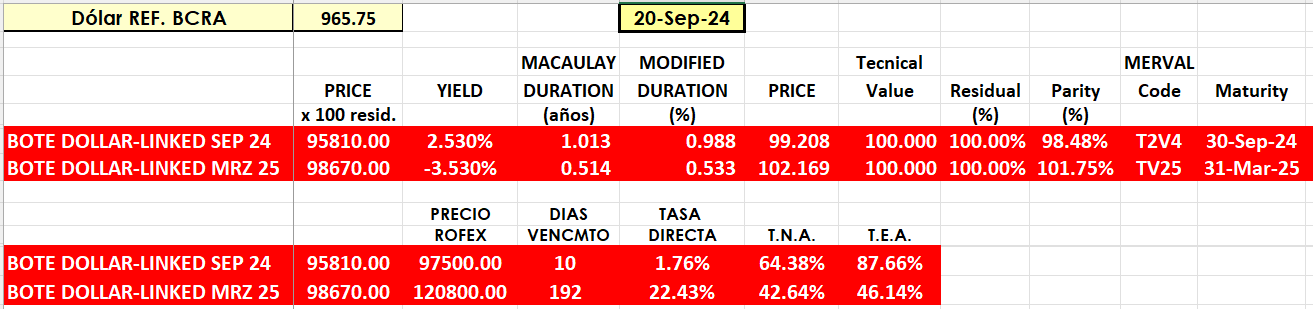 Dólar REF. BCRA 965.75 20-Sep-24
MACAULAY MODIFIED Tecnical MERVAL
PRICE YIELD DURATION DURATION PRICE Value Residual Parity Code Maturity
x 100 resid. (años) (%) (%) (%)
BOTE DOLLAR-LINKED SEP 24 95810.00 2.530% 1.013 0.988 99.208 100.000 100.00% 98.48% T2V4 30-Sep-24
BOTE DOLLAR-LINKED MRZ 25 98670.00 -3.530% 0.514 0.533 102.169 100.000 100.00% 101.75% TV25 31-Mar-25
PRECIO DIAS TASA
ROFEX VENCMTO DIRECTA T.N.A. T.E.A.
BOTE DOLLAR-LINKED SEP 24 95810.00 97500.00 10 1.76% 64.38% 87.66%
BOTE DOLLAR-LINKED MRZ 25 98670.00 120800.00 192 22.43% 42.64% 46.14%